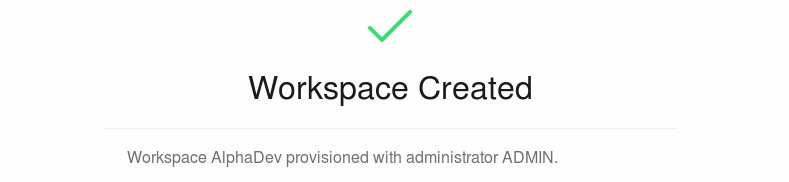 Workspace Created
Workspace AlphaDev provisioned with administrator ADMIN.